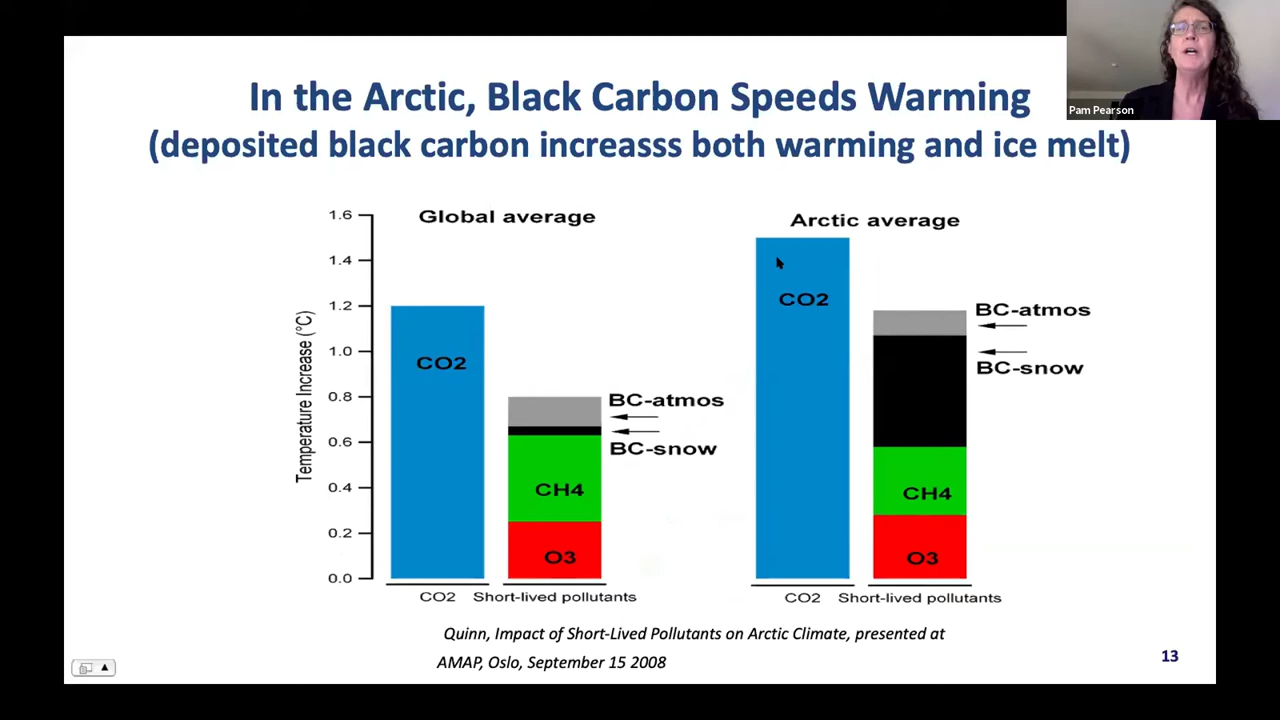 In the Arctic, Black Carbon Speeds Warming
(deposited black carbon increasss both warming and ice melt)
Pam Pearson
Global average
Arctic average
Temperature Increase (°C)
1.6
1.4
1.2
1.0
0.8
0.6
0.4
0.2
0.0
CO2
BC-atmos
BC-snow
CH4
O3
CO2
BC-atmos
BC-snow
CH4
O3
CO2 Short-lived pollutants
CO2 Short-lived pollutants
Quinn, Impact of Short-Lived Pollutants on Arctic Climate, presented at
AMAP, Oslo, September 15 2008
13